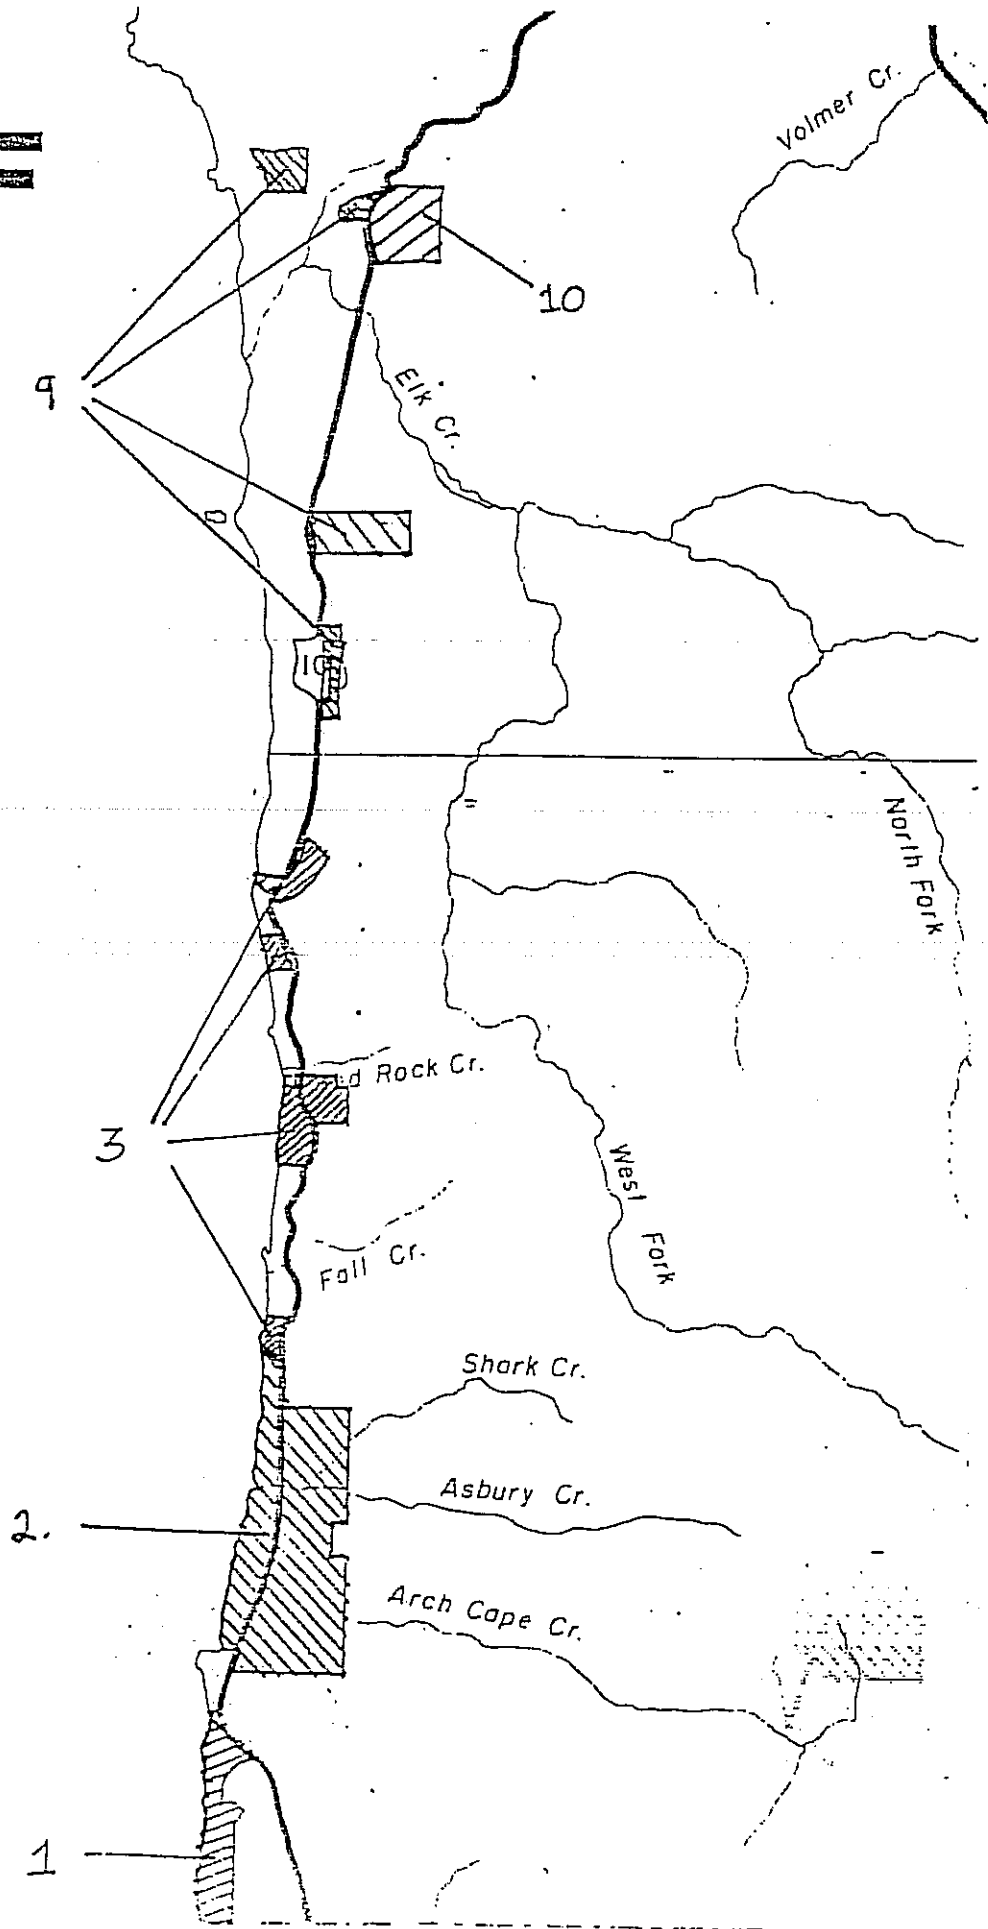 Volmer Cr.
10
9
Elk Cr.
North Fork
d Rock Cr.
3
West Fork
Fall Cr.
Shark Cr.
Asbury Cr.
2.
Arch Cape Cr.
1